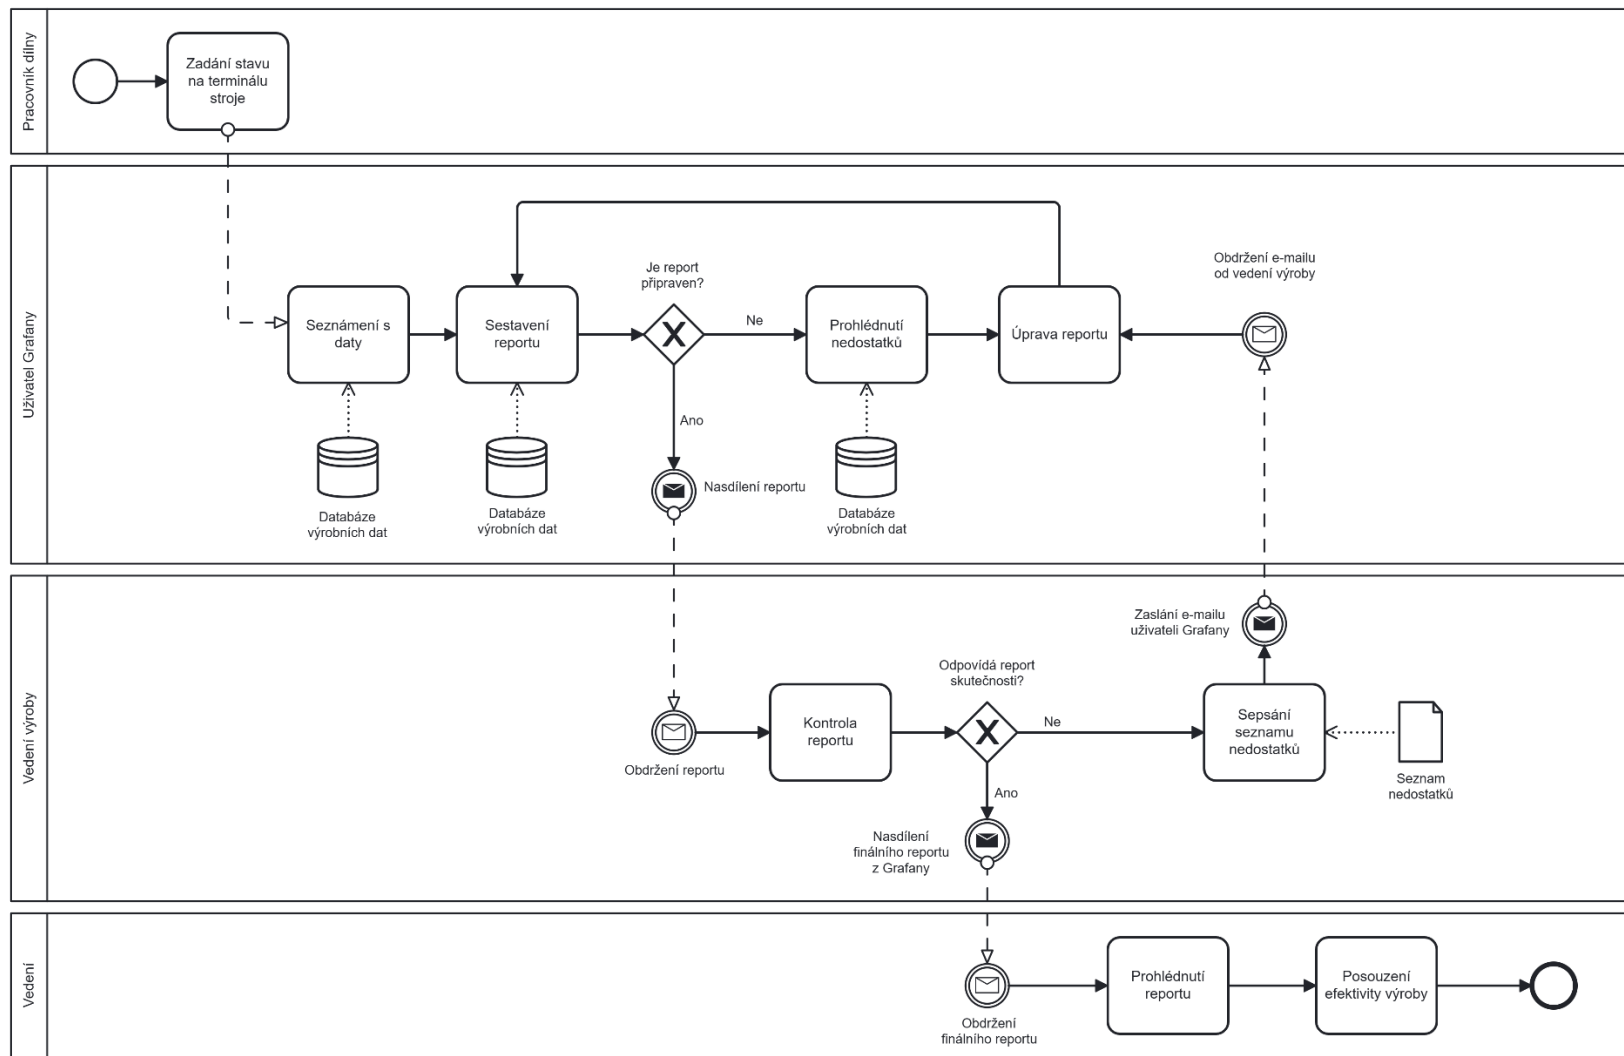 Pracovník dílny
Zadání stavu
na terminálu
stroje
Uživatel Grafany
Seznámení s
daty
Sestavení
reportu
Je report
připraven?
Ne
Prohlédnutí
nedostatků
Úprava reportu
Obdržení e-mailu
od vedení výroby
Ano
Nasdílení reportu
Databáze
výrobních dat
Databáze
výrobních dat
Databáze
výrobních dat
Vedení výroby
Zaslání e-mailu
uživateli Grafany
Obdržení reportu
Kontrola
reportu
Odpovídá report
skutečnosti?
Ne
Sepsání
seznamu
nedostatků
Seznam
nedostatků
Ano
Nasdílení
finálního reportu
z Grafany
Vedení
Obdržení
finálního reportu
Prohlédnutí
reportu
Posouzení
efektivity výroby